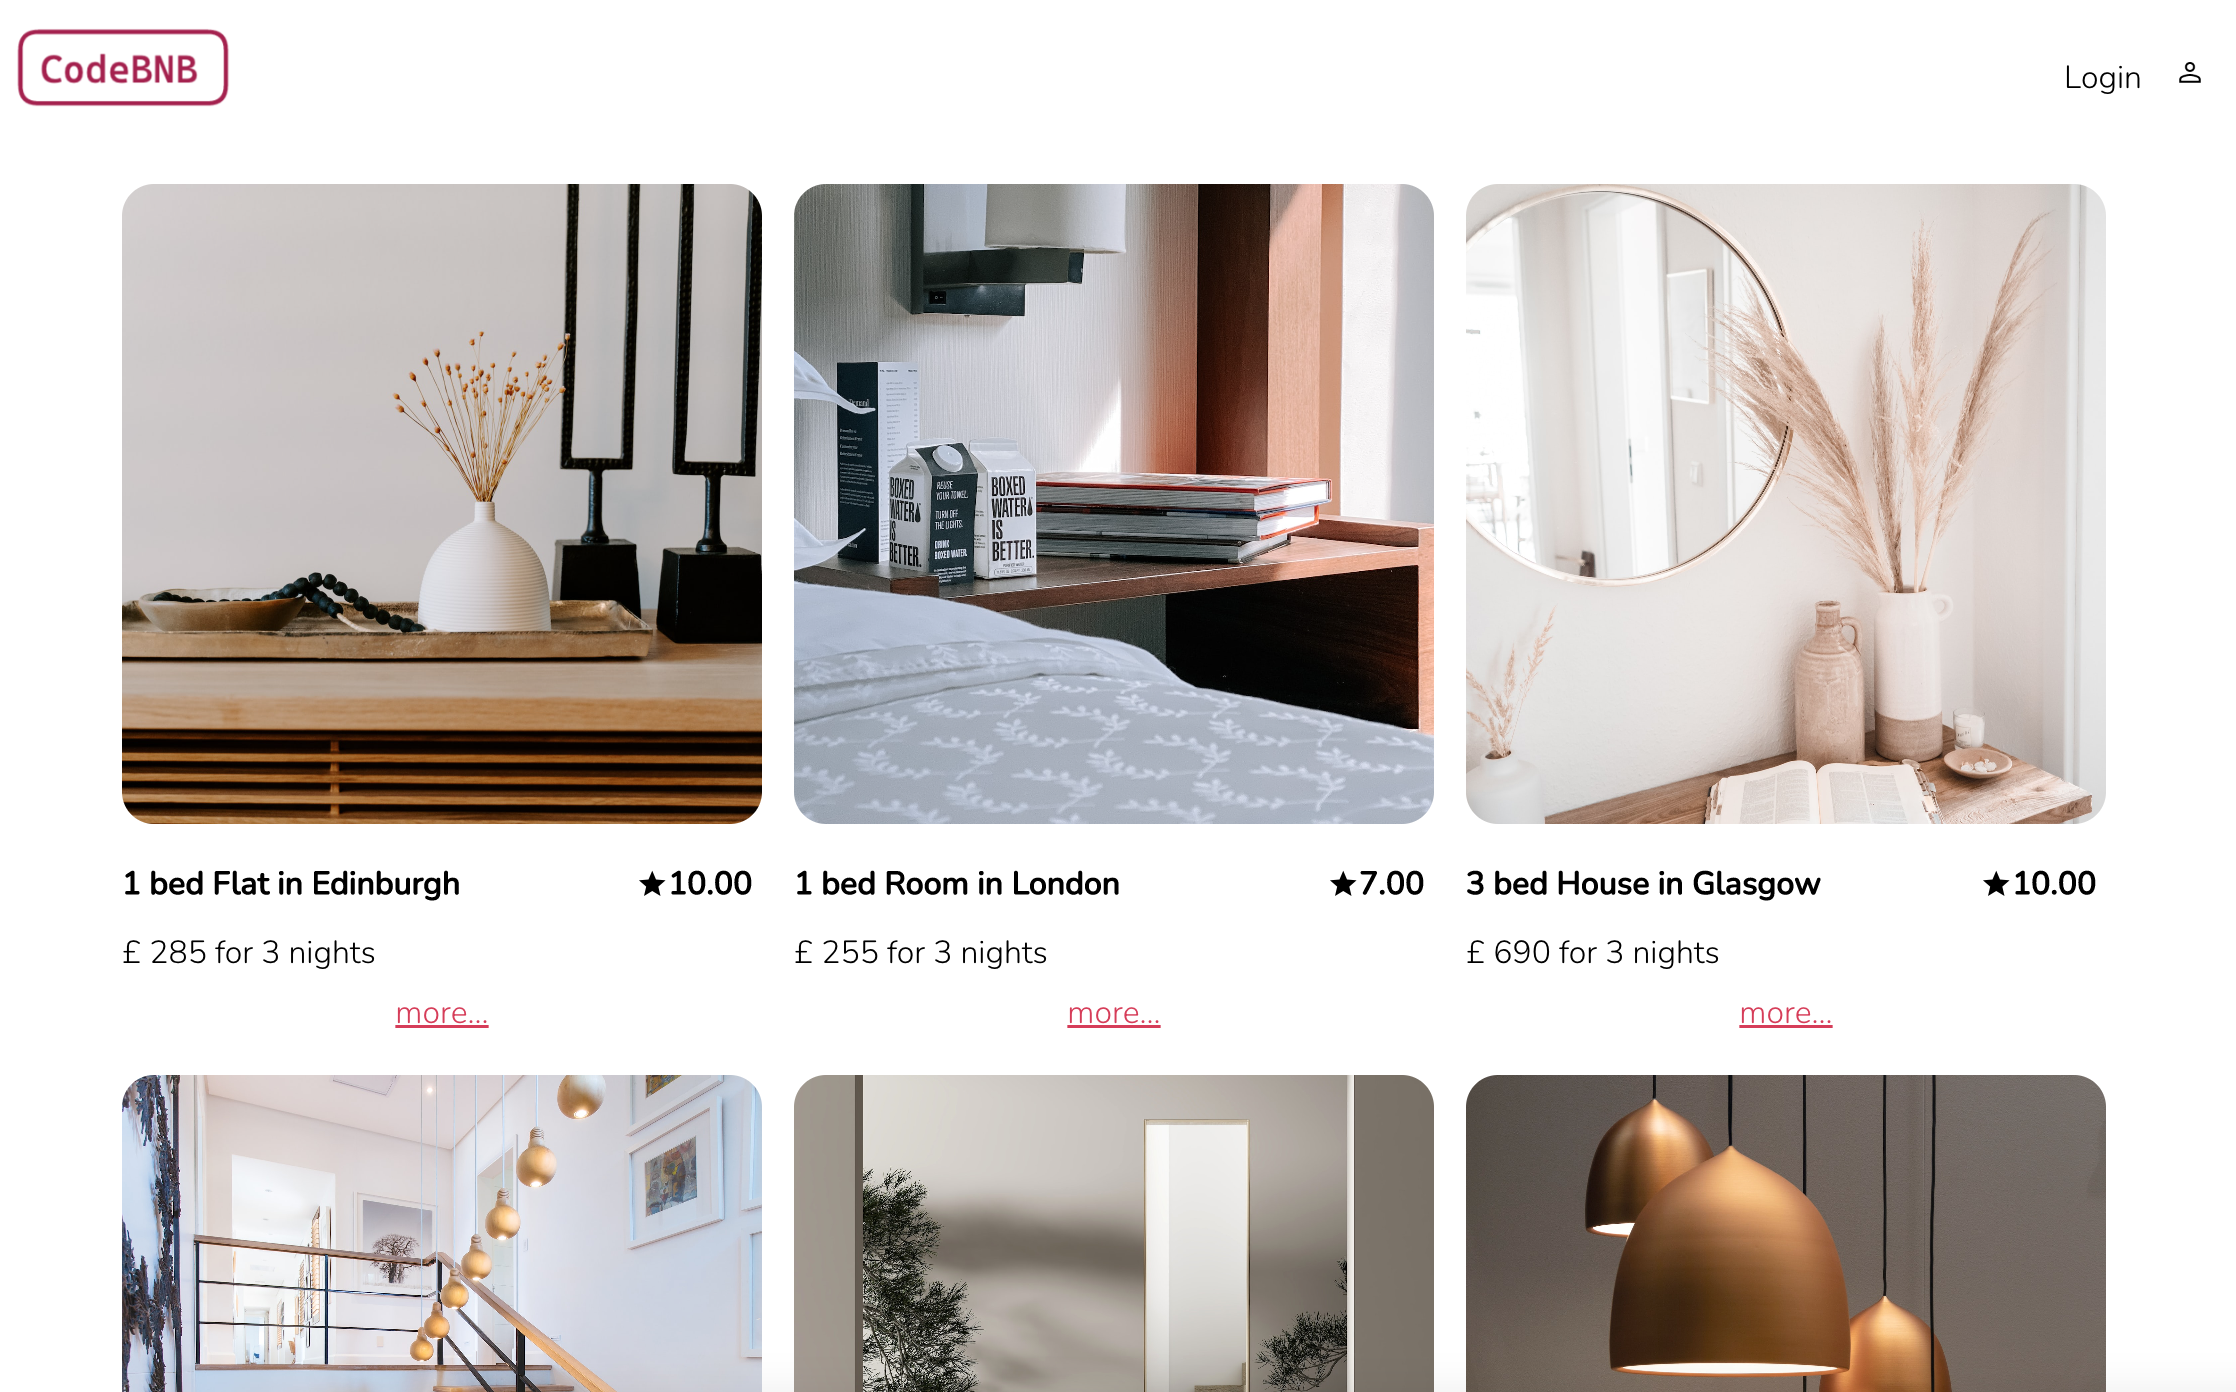 CodeBNB
Login
BOXED
WATER
IS
BETTER.
REUSE
YOUR TOWEL.
TURN OFF
THE LIGHTS.
DRINK
BOXED WATER.
BOXED
WATER
IS
BETTER.
1 bed Flat in Edinburgh
★10.00
£ 285 for 3 nights
more...
1 bed Room in London
★7.00
£ 255 for 3 nights
more...
3 bed House in Glasgow
★10.00
£ 690 for 3 nights
more...